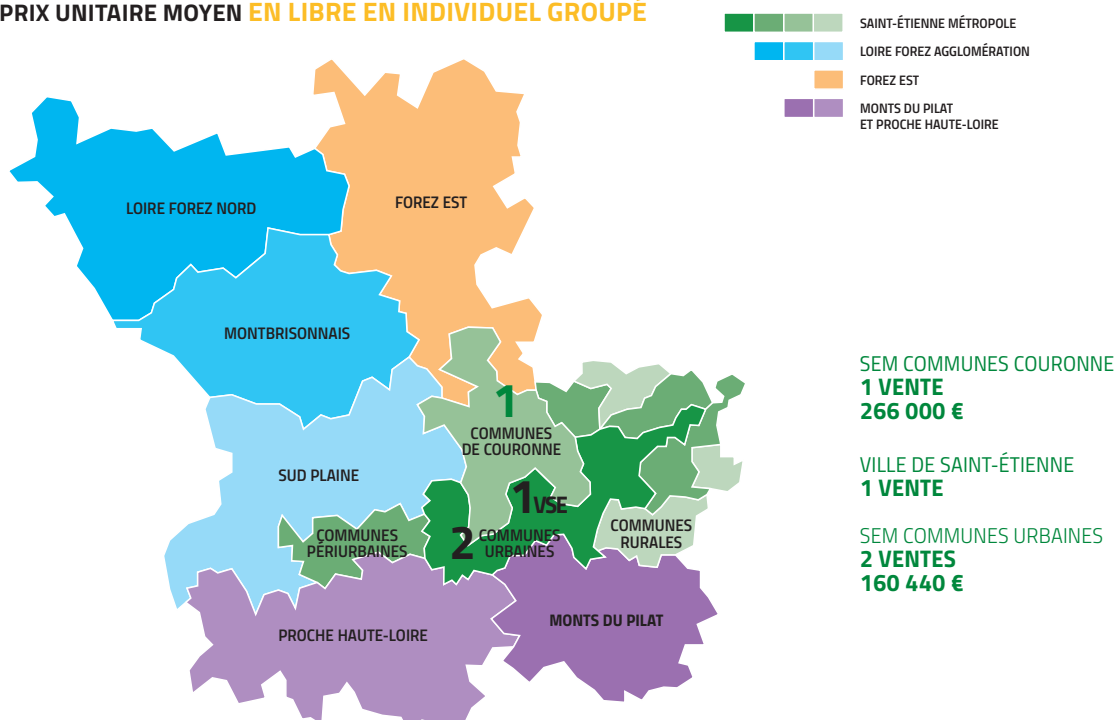 PRIX UNITAIRE MOYEN EN LIBRE EN INDIVIDUEL GROUPÉ
SAINT-ÉTIENNE MÉTROPOLE
LOIRE FOREZ AGGLOMÉRATION
FOREZ EST
MONTS DU PILAT
ET PROCHE HAUTE-LOIRE
LOIRE FOREZ NORD
FOREZ EST
MONTBRISONNAIS
1
COMMUNES
DE COURONNE
SUD PLAINE
1VSE
COMMUNES
PÉRIURBAINES
2
COMMUNES
URBAINES
COMMUNES
RURALES
PROCHE HAUTE-LOIRE
MONTS DU PILAT
SEM COMMUNES COURONNE
1 VENTE
266 000 €
VILLE DE SAINT-ÉTIENNE
1 VENTE
SEM COMMUNES URBAINES
2 VENTES
160 440 €